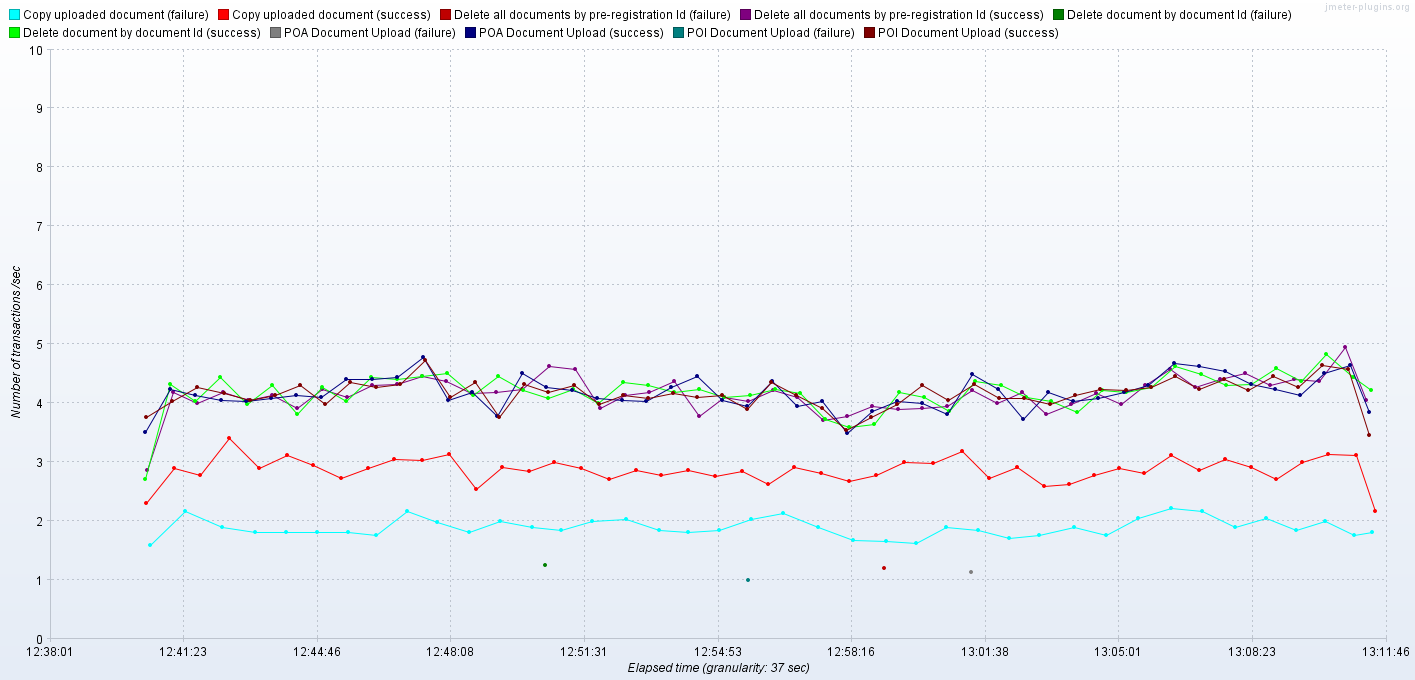 jmeter-plugins.org
Copy uploaded document (failure) Copy uploaded document (success) Delete all documents by pre-registration Id (failure) Delete all documents by pre-registration Id (success) Delete document by document Id (failure)
Delete document by document Id (success) POA Document Upload (failure) POA Document Upload (success) POI Document Upload (failure) POI Document Upload (success)
10
9
8
7
6
5
4
3
2
1
0
Number of transactions /sec
12:38:01 12:41:23 12:44:46 12:48:08 12:51:31 12:54:53 12:58:16 13:01:38 13:05:01 13:08:23 13:11:46
Elapsed time (granularity: 37 sec)